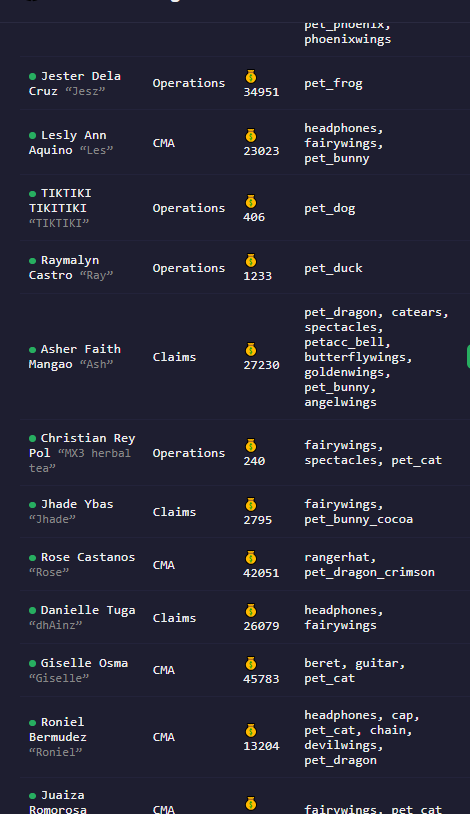 pet_phoenix,
phoenixwings
Jester Dela
Cruz “Jesz”
Operations
34951
pet_frog
Lesly Ann
Aquino “Les”
CMA
23023
headphones,
fairywings,
pet_bunny
TIKTIKI
TIKITIKI
“TIKTIKI”
Operations
406
pet_dog
Raymalyn
Castro “Ray”
Operations
1233
pet_duck
Asher Faith
Mangao “Ash”
Claims
27230
pet_dragon, catears,
spectacles,
petacc_bell,
butterflywings,
goldenwings,
pet_bunny,
angelwings
Christian Rey
Pol “MX3 herbal
tea”
Operations
240
fairywings,
spectacles, pet_cat
Jhade Ybas
“Jhade”
Claims
2795
fairywings,
pet_bunny_cocoa
Rose Castanos
“Rose”
CMA
42051
rangerhat,
pet_dragon_crimson
Danielle Tuga
“dhAinz”
Claims
26079
headphones,
fairywings
Giselle Osma
“Giselle”
CMA
45783
beret, guitar,
pet_cat
Roniel
Bermudez
“Roniel”
CMA
13204
headphones, cap,
pet_cat, chain,
devilwings,
pet_dragon
Juaiza
Romorosa
CMA
fairywings, pet_cat